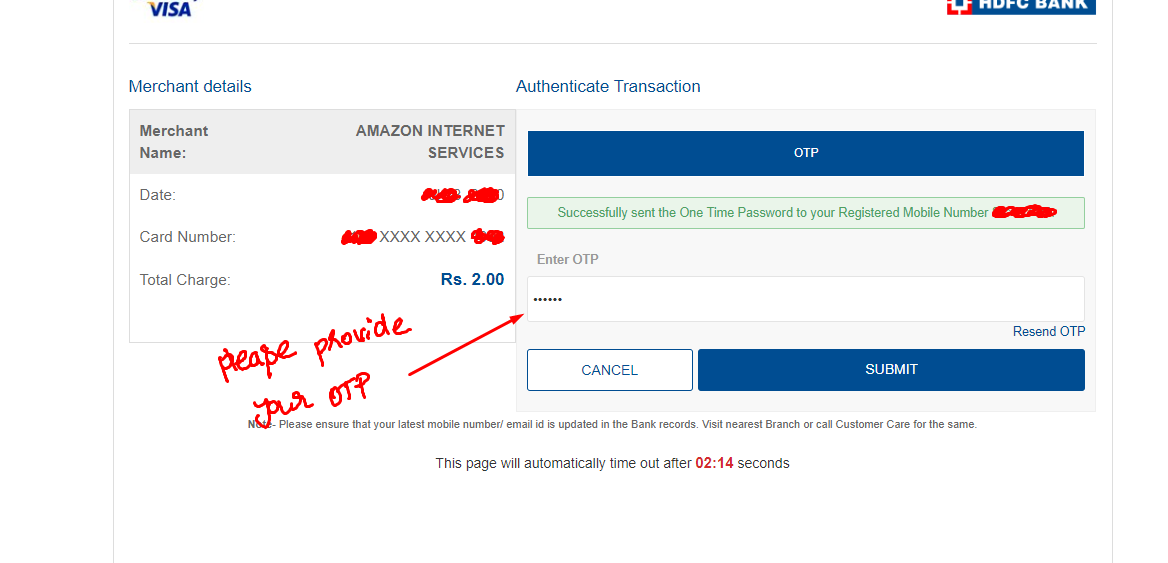 VISA
HDFC BANK
Merchant details
Authenticate Transaction
Merchant Name:
AMAZON INTERNET SERVICES
OTP
Date:
Successfully sent the One Time Password to your Registered Mobile Number
Card Number:
XXXX XXXX
Enter OTP
Total Charge:
Rs. 2.00
••••••
Resend OTP
please provide
your OTP
CANCEL
SUBMIT
Note- Please ensure that your latest mobile number/ email id is updated in the Bank records. Visit nearest Branch or call Customer Care for the same.
This page will automatically time out after 02:14 seconds